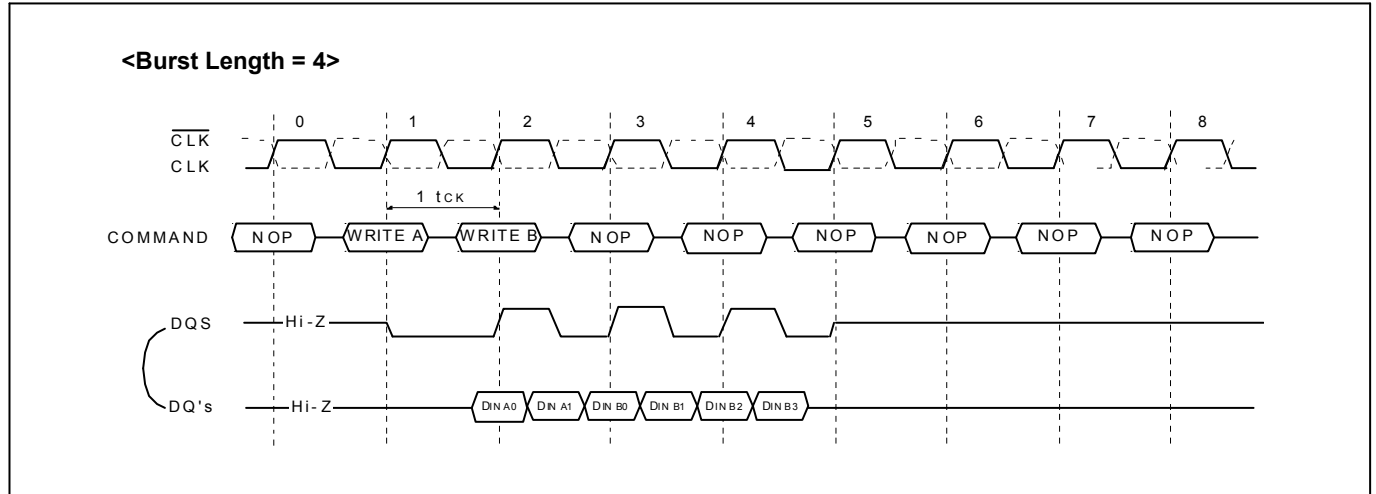 <Burst Length = 4>
0 1 2 3 4 5 6 7 8
CLK
CLK
1 tCK
COMMAND NOP WRITE A WRITE B NOP NOP NOP NOP NOP NOP
DQS Hi-Z
DQ's Hi-Z DIN A0 DIN A1 DIN B0 DIN B1 DIN B2 DIN B3